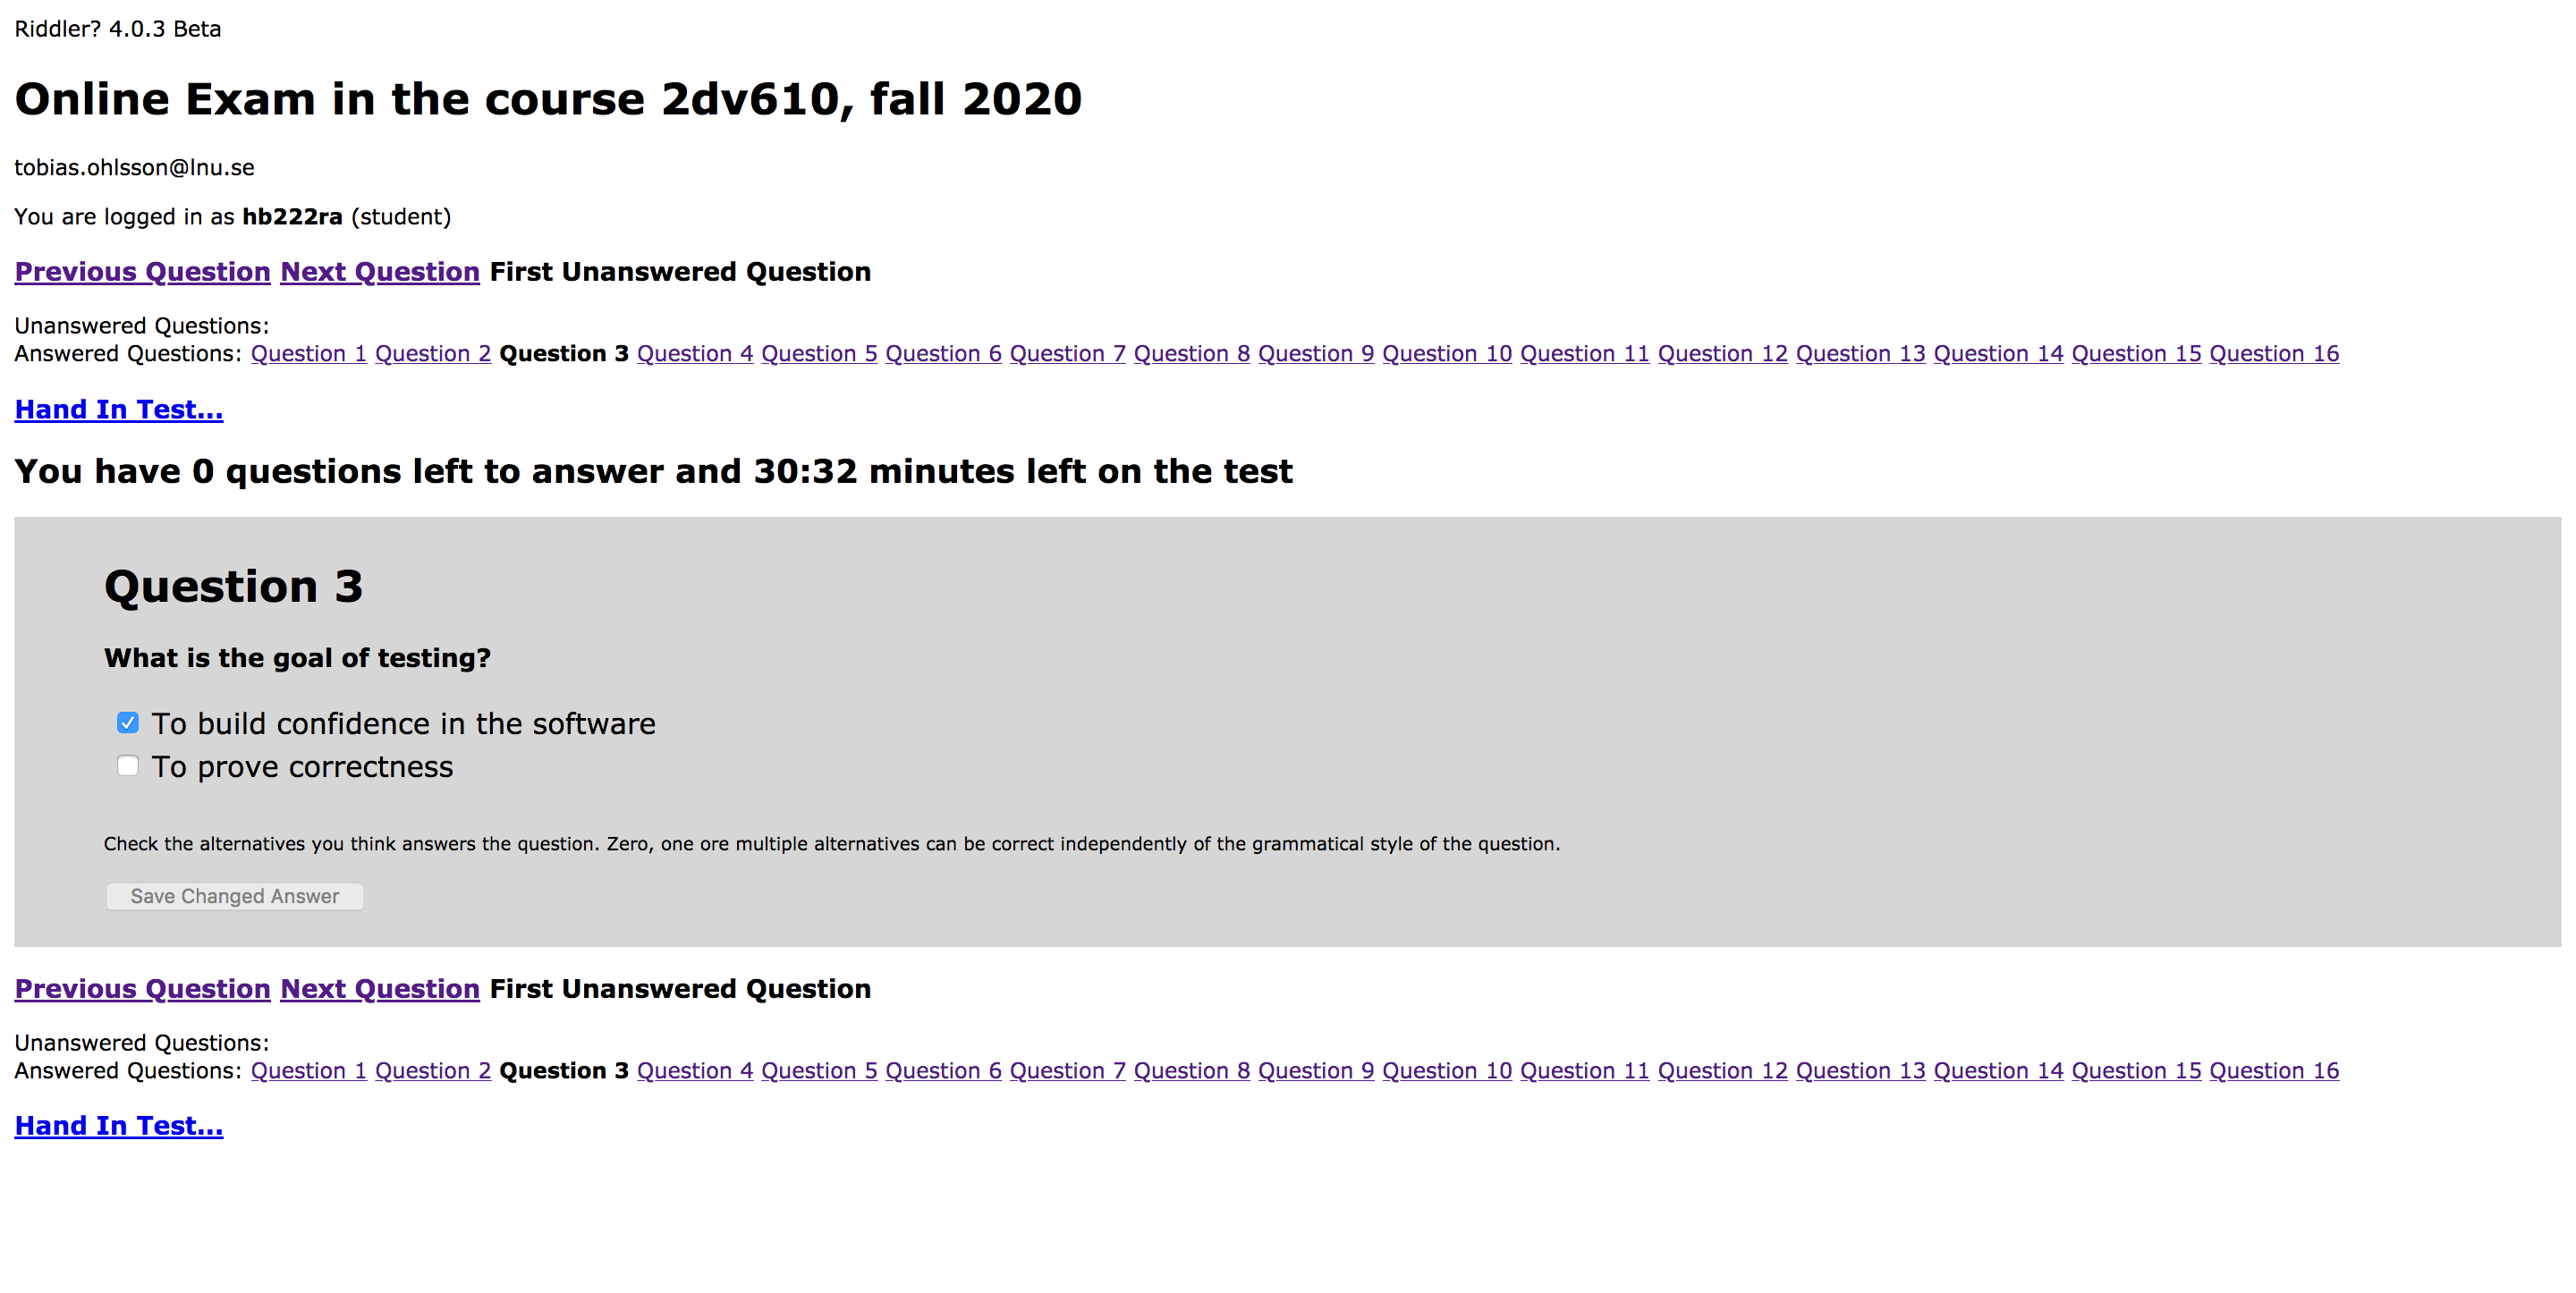 Riddler? 4.0.3 Beta
Online Exam in the course 2dv610, fall 2020
tobias.ohlsson@lnu.se
You are logged in as hb222ra (student)
Previous Question Next Question First Unanswered Question
Unanswered Questions:
Answered Questions: Question 1 Question 2 Question 3 Question 4 Question 5 Question 6 Question 7 Question 8 Question 9 Question 10 Question 11 Question 12 Question 13 Question 14 Question 15 Question 16
Hand In Test...
You have 0 questions left to answer and 30:32 minutes left on the test
Question 3
What is the goal of testing?
To build confidence in the software
To prove correctness
Check the alternatives you think answers the question. Zero, one ore multiple alternatives can be correct independently of the grammatical style of the question.
Save Changed Answer
Previous Question Next Question First Unanswered Question
Unanswered Questions:
Answered Questions: Question 1 Question 2 Question 3 Question 4 Question 5 Question 6 Question 7 Question 8 Question 9 Question 10 Question 11 Question 12 Question 13 Question 14 Question 15 Question 16
Hand In Test...